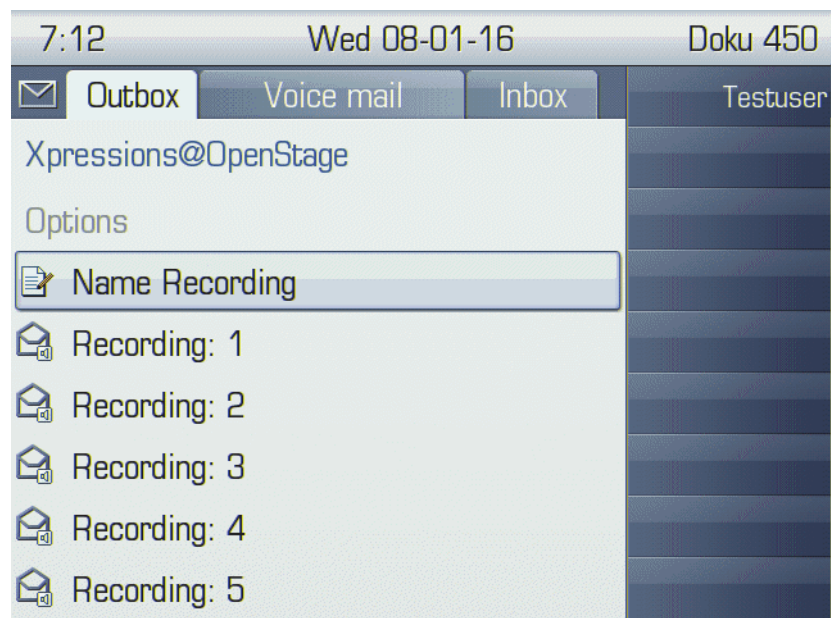 7:12 Wed 08-01-16 Doku 450
Outbox Voice mail Inbox Testuser
Xpressions@OpenStage
Options
Name Recording
Recording: 1
Recording: 2
Recording: 3
Recording: 4
Recording: 5